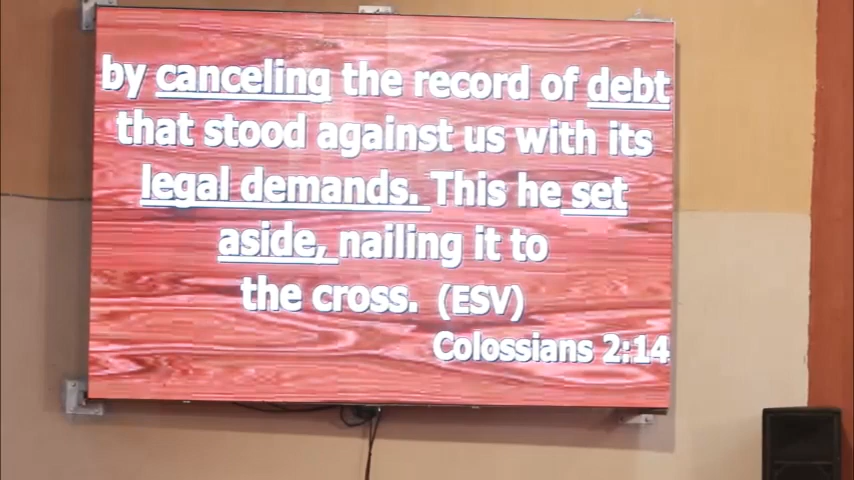 by canceling the record of debt
that stood against us with its
legal demands. This he set
aside, nailing it to
the cross. (ESV)
Colossians 2:14